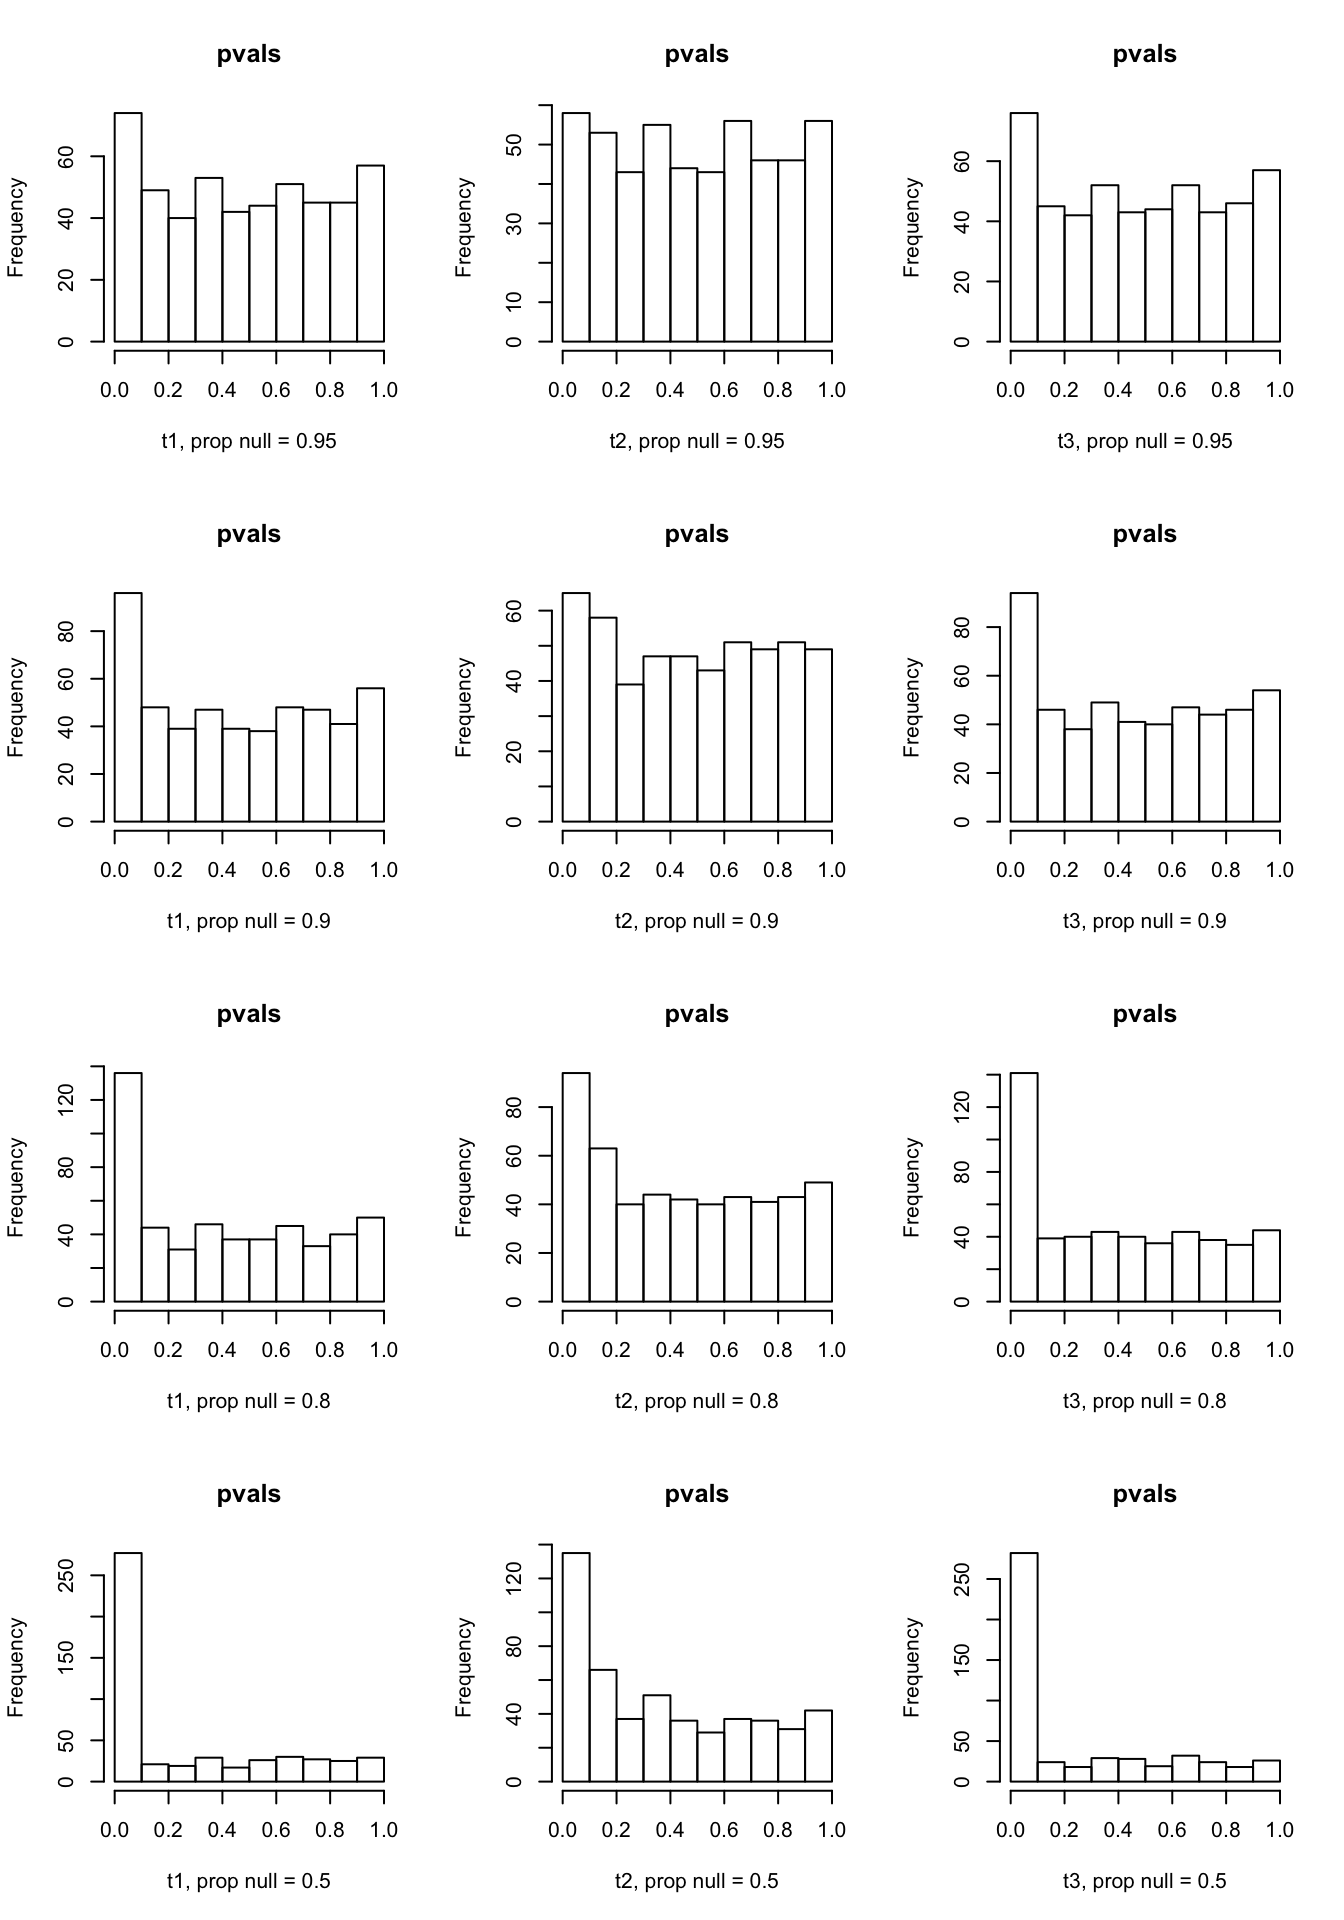 pvals
Frequency
0 20 40 60
0.0 0.2 0.4 0.6 0.8 1.0
t1, prop null = 0.95
pvals
Frequency
0 10 30 50
0.0 0.2 0.4 0.6 0.8 1.0
t2, prop null = 0.95
pvals
Frequency
0 20 40 60
0.0 0.2 0.4 0.6 0.8 1.0
t3, prop null = 0.95
pvals
Frequency
0 20 40 60 80
0.0 0.2 0.4 0.6 0.8 1.0
t1, prop null = 0.9
pvals
Frequency
0 20 40 60
0.0 0.2 0.4 0.6 0.8 1.0
t2, prop null = 0.9
pvals
Frequency
0 20 40 60 80
0.0 0.2 0.4 0.6 0.8 1.0
t3, prop null = 0.9
pvals
Frequency
0 40 80 120
0.0 0.2 0.4 0.6 0.8 1.0
t1, prop null = 0.8
pvals
Frequency
0 20 40 60 80
0.0 0.2 0.4 0.6 0.8 1.0
t2, prop null = 0.8
pvals
Frequency
0 40 80 120
0.0 0.2 0.4 0.6 0.8 1.0
t3, prop null = 0.8
pvals
Frequency
0 50 150 250
0.0 0.2 0.4 0.6 0.8 1.0
t1, prop null = 0.5
pvals
Frequency
0 40 80 120
0.0 0.2 0.4 0.6 0.8 1.0
t2, prop null = 0.5
pvals
Frequency
0 50 150 250
0.0 0.2 0.4 0.6 0.8 1.0
t3, prop null = 0.5